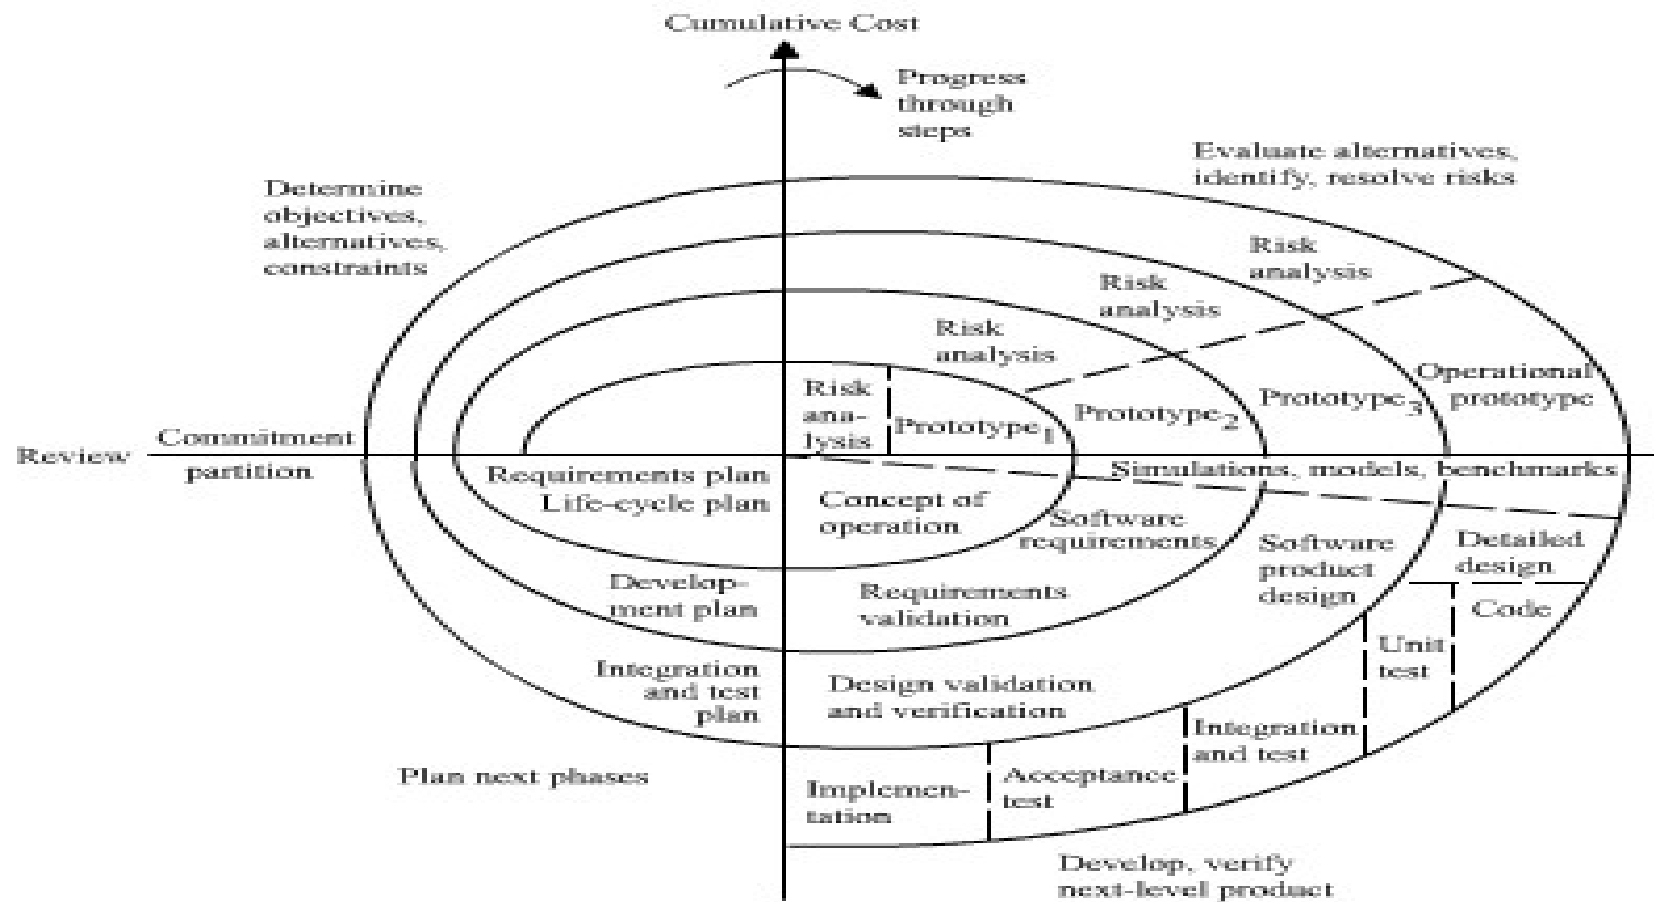 Cumulative Cost
Progress
through
steps
Evaluate alternatives,
identify, resolve risks
Determine
objectives,
alternatives,
constraints
Risk
analysis
Risk
analysis
Risk
analysis
Risk
ana-
lysis
Prototype1
Prototype2
Prototype3
Operational
prototype
Review
Commitment
partition
Requirements plan
Life-cycle plan
Simulations, models, benchmarks
Concept of
operation
Software
requirements
Software
product
design
Detailed
design
Code
Unit
test
Develop-
ment plan
Requirements
validation
Integration
and test
plan
Design validation
and verification
Integration
and test
Acceptance
test
Implemen-
tation
Plan next phases
Develop, verify
next-level product